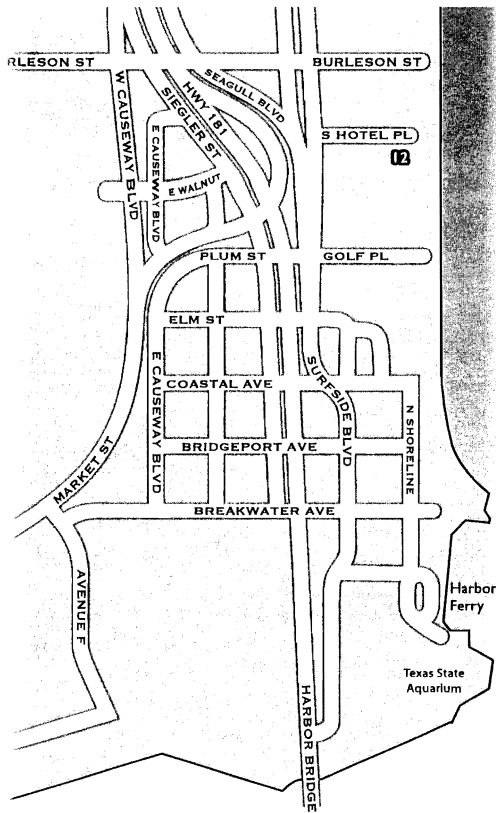 RLESON ST
BURLESON ST
SEAGULL BLVD
HWY 181
SIEGLER ST
W CAUSEWAY BLVD
E CAUSEWAY BLVD
S HOTEL PL
12
E WALNUT
PLUM ST
GOLF PL
ELM ST
SURFSIDE BLVD
COASTAL AVE
E CAUSEWAY BLVD
N SHORELINE
BRIDGEPORT AVE
MARKET ST
BREAKWATER AVE
AVENUE F
Harbor
Ferry
Texas State
Aquarium
HARBOR BRIDGE